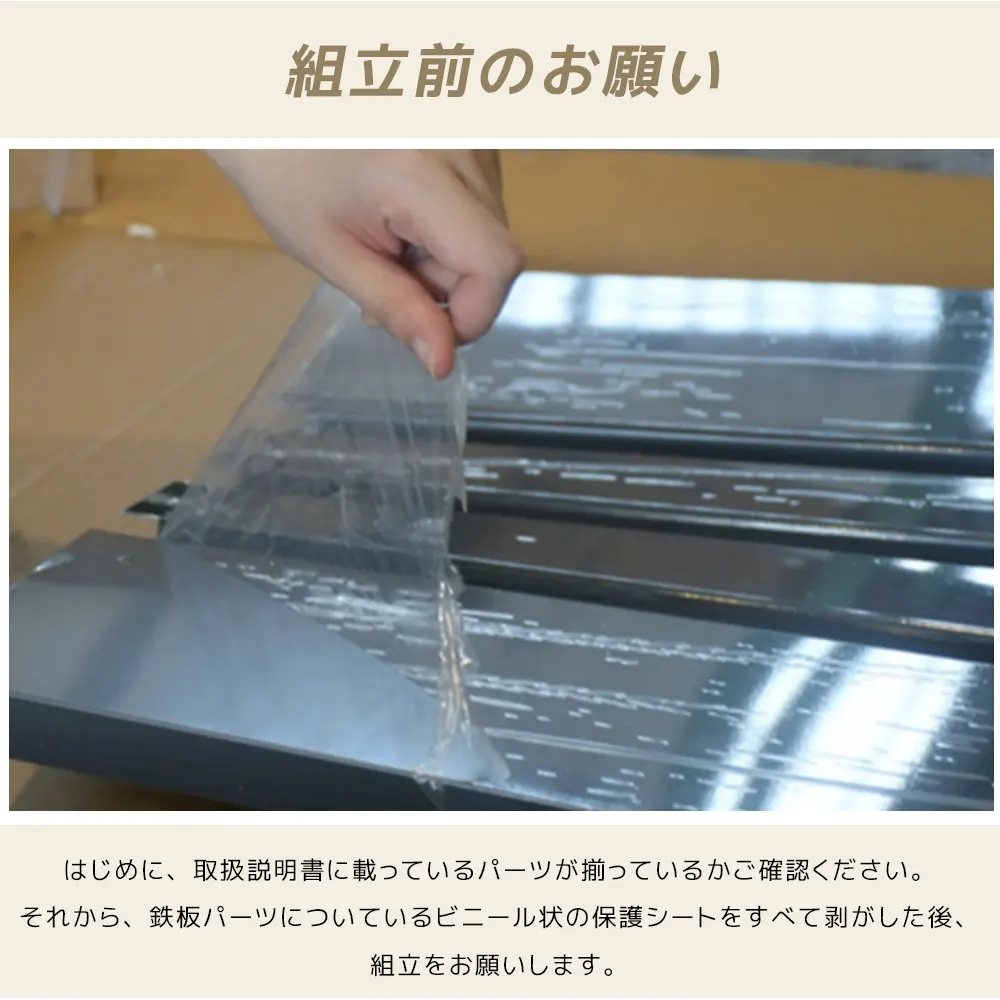 組立前のお願い
はじめに、取扱説明書に載っているパーツが揃っているかご確認ください。
それから、鉄板パーツについているビニール状の保護シートをすべて剥がした後、
組立をお願いします。